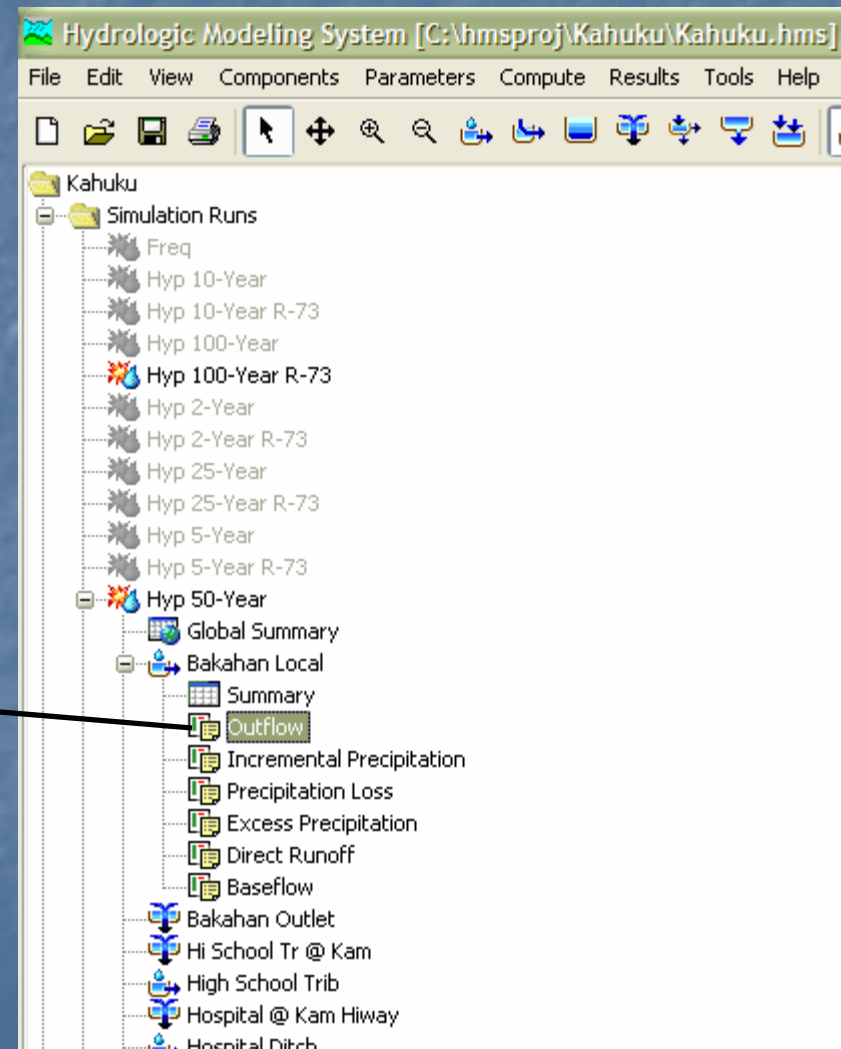 Hydrologic Modeling System [C:\hmsproj\Kahuku\Kahuku.hms]
File Edit View Components Parameters Compute Results Tools Help
Kahuku
Simulation Runs
Freq
Hyp 10-Year
Hyp 10-Year R-73
Hyp 100-Year
Hyp 100-Year R-73
Hyp 2-Year
Hyp 2-Year R-73
Hyp 25-Year
Hyp 25-Year R-73
Hyp 5-Year
Hyp 5-Year R-73
Hyp 50-Year
Global Summary
Bakahan Local
Summary
Outflow
Incremental Precipitation
Precipitation Loss
Excess Precipitation
Direct Runoff
Baseflow
Bakahan Outlet
Hi School Tr @ Kam
High School Trib
Hospital @ Kam Hiway
Hospital Ditch